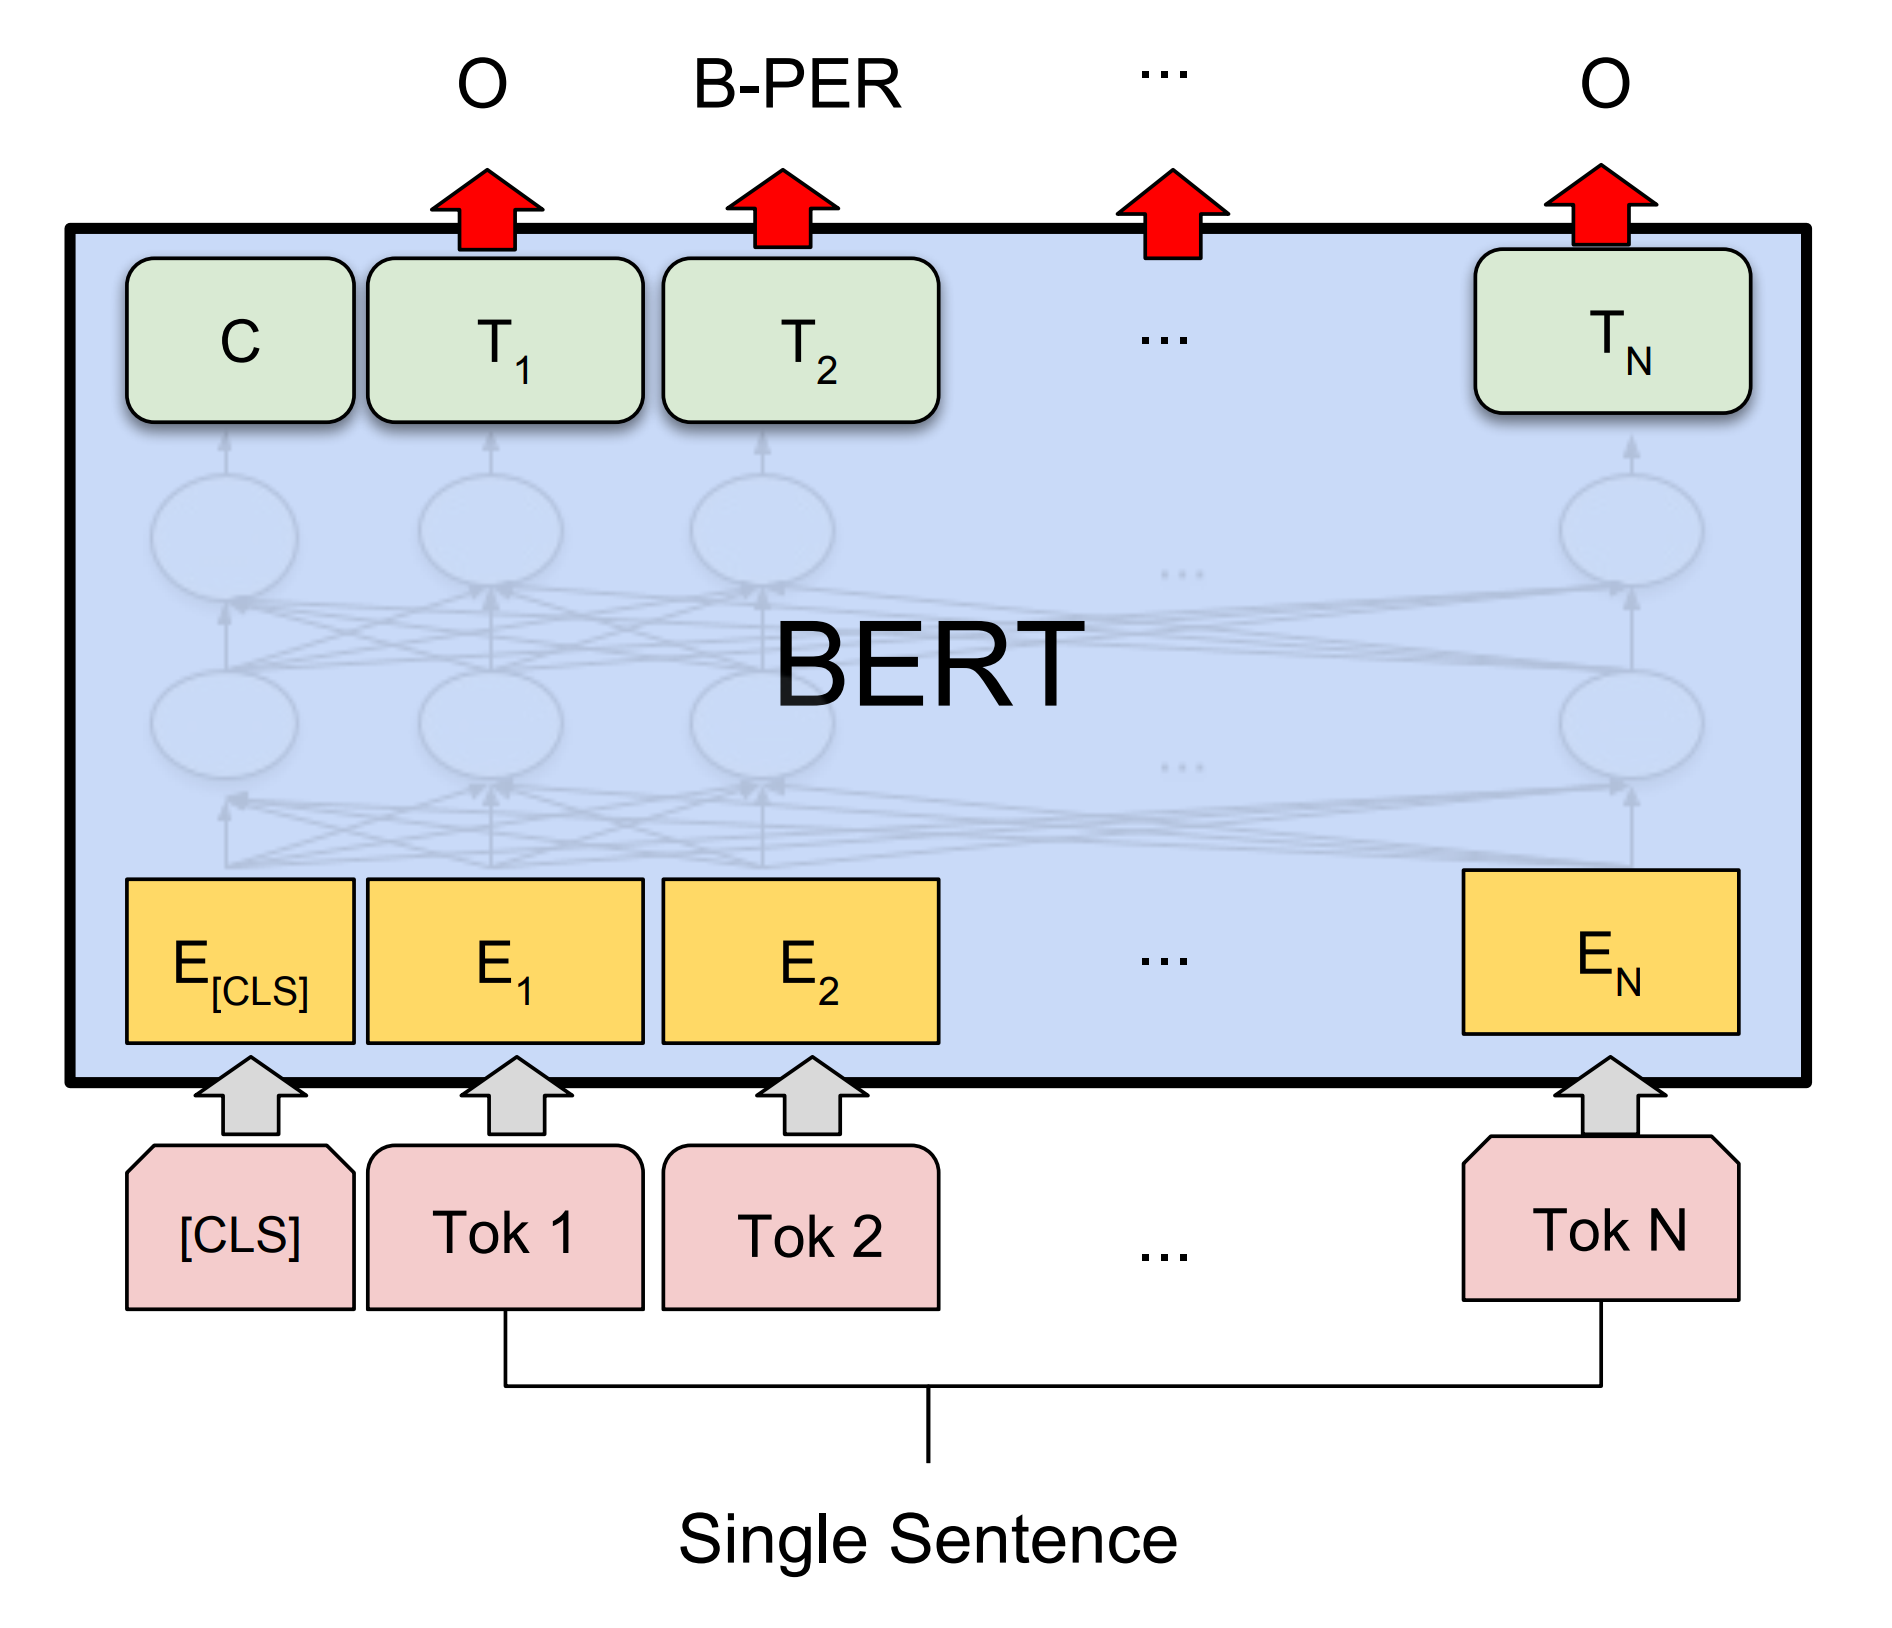 O B-PER ... O
C T1 T2 ... TN
...
BERT
...
E[CLS] E1 E2 ... EN
[CLS] Tok 1 Tok 2 ... Tok N
Single Sentence